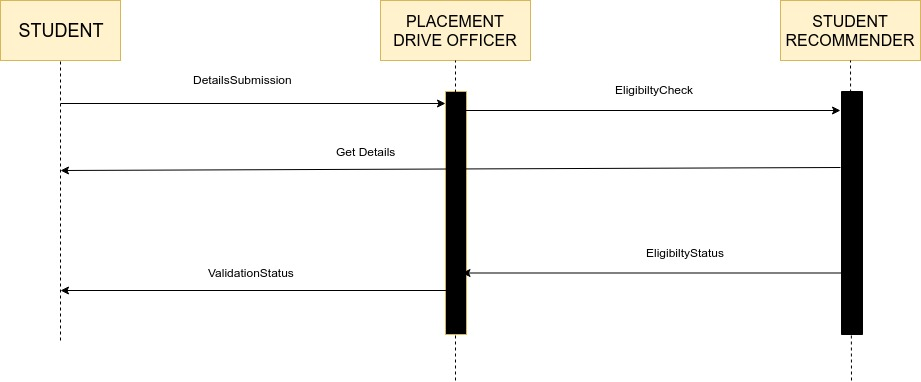 STUDENT
PLACEMENT
DRIVE OFFICER
STUDENT
RECOMMENDER
DetailsSubmission
EligibiltyCheck
Get Details
EligibiltyStatus
ValidationStatus